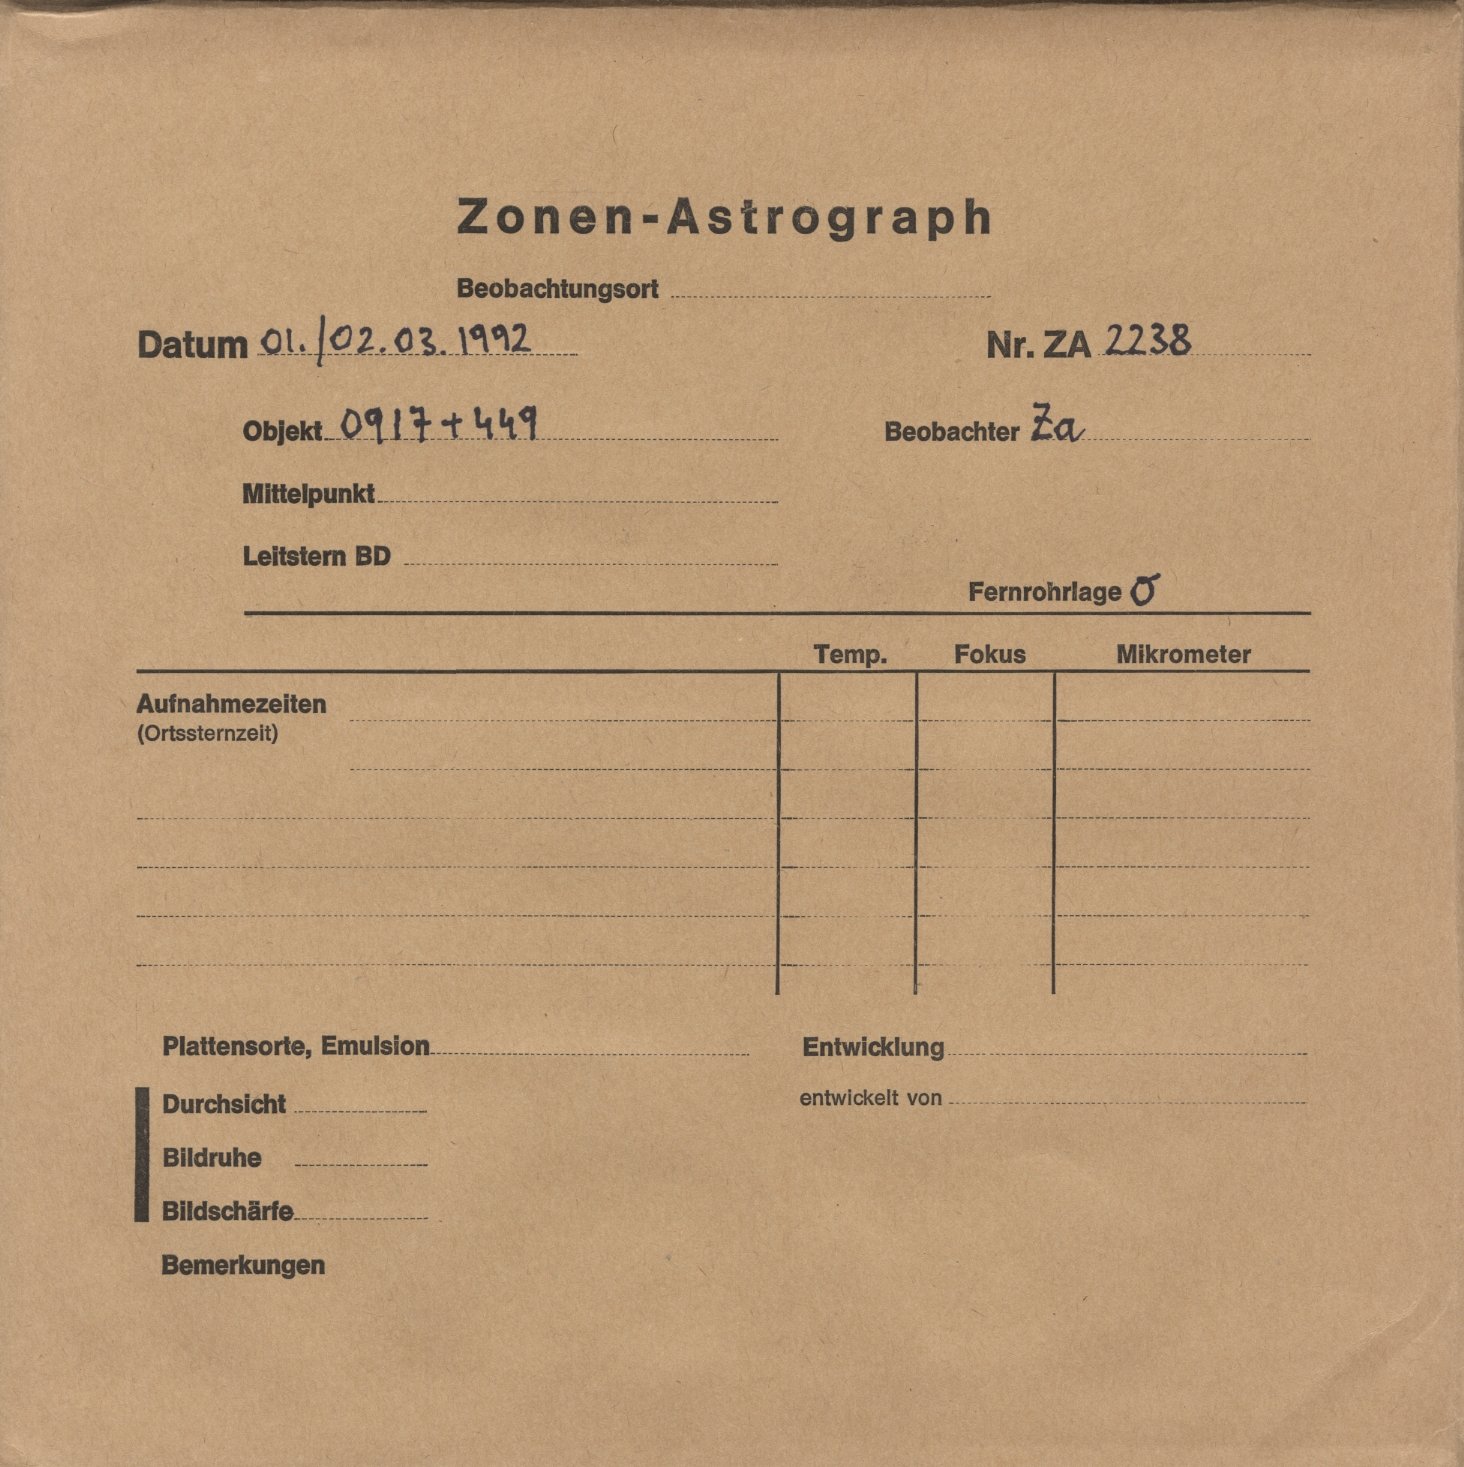 Zonen-Astrograph
Beobachtungsort
Datum 01./02.03.1992 Nr. ZA 2238
Objekt 0917+449 Beobachter Za
Mittelpunkt
Leitstern BD
Fernrohrlage O
Temp. Fokus Mikrometer
Aufnahmezeiten
(Ortssternzeit)
Plattensorte, Emulsion Entwicklung
Durchsicht entwickelt von
Bildruhe
Bildschärfe
Bemerkungen